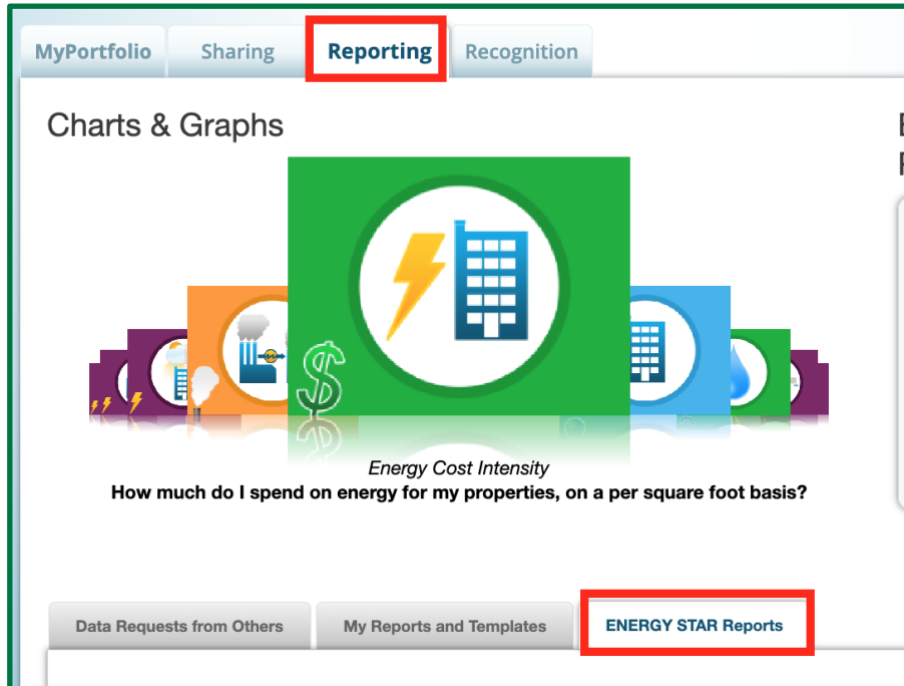 MyPortfolio Sharing Reporting Recognition
Charts & Graphs
$
Energy Cost Intensity
How much do I spend on energy for my properties, on a per square foot basis?
Data Requests from Others My Reports and Templates ENERGY STAR Reports